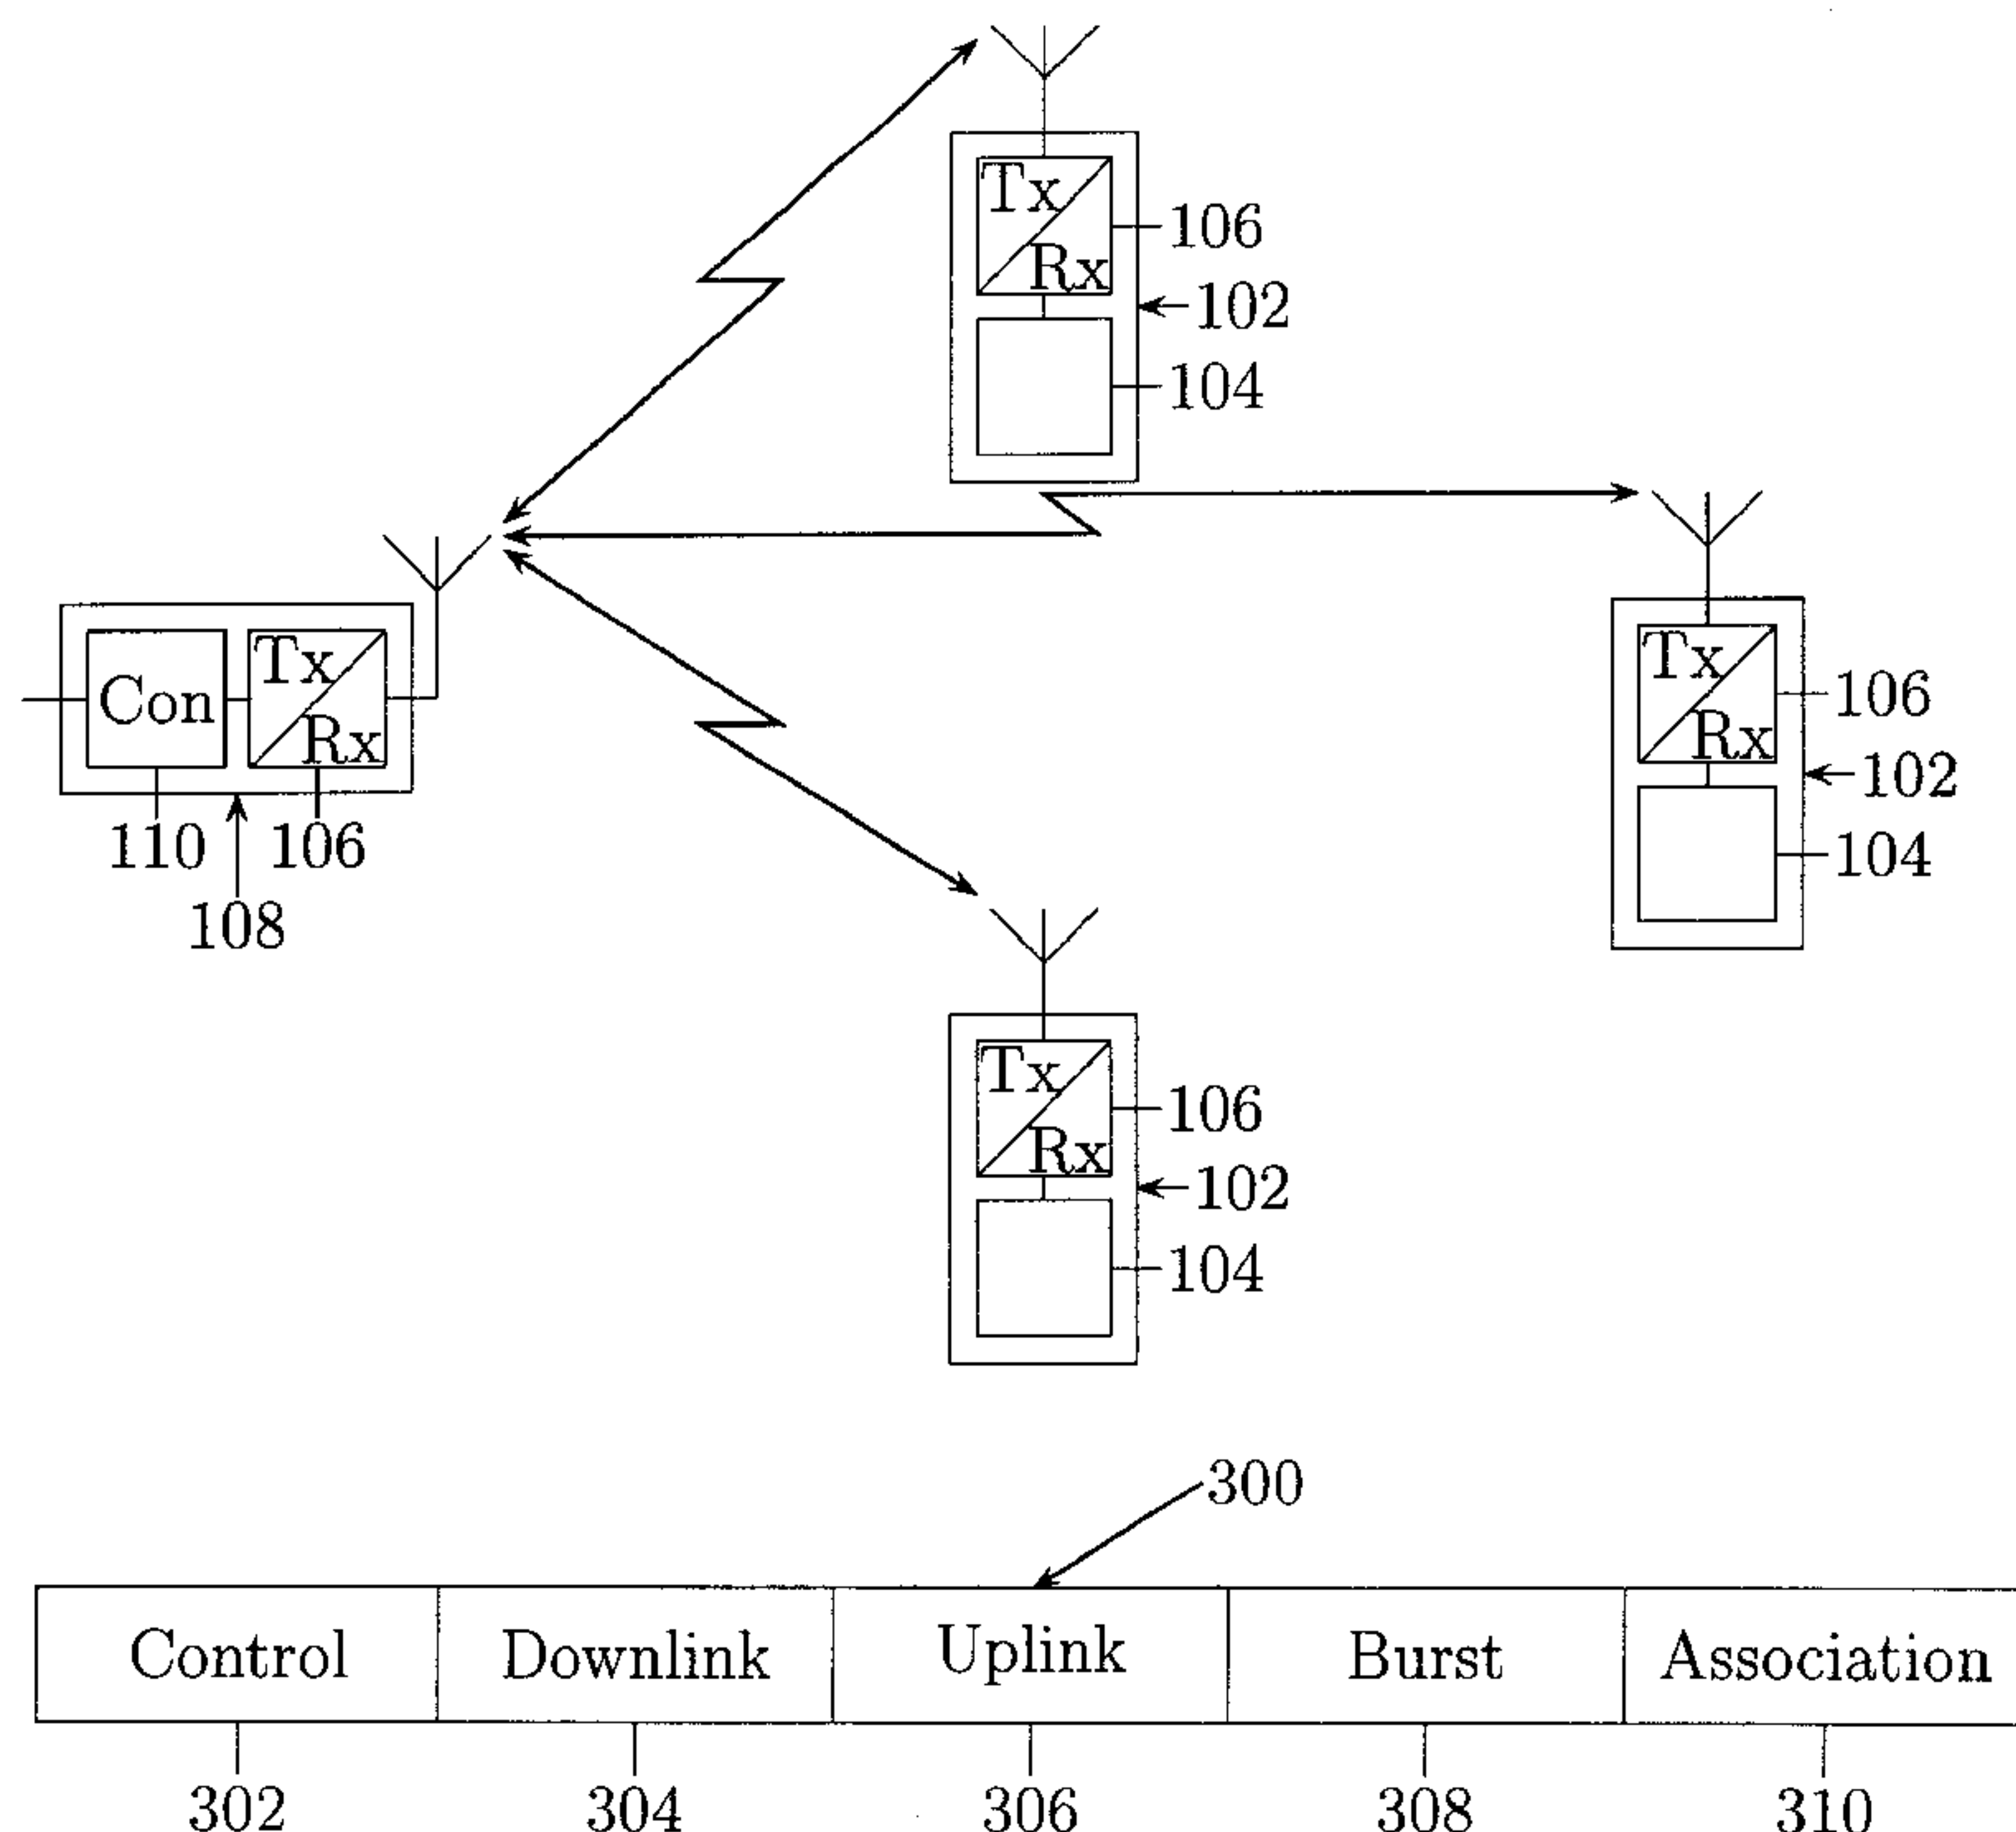 Tx
Rx
106
102
104
Con
Tx
Rx
110
106
108
Tx
Rx
106
102
104
Tx
Rx
106
102
104
300
Control Downlink Uplink Burst Association
302 304 306 308 310